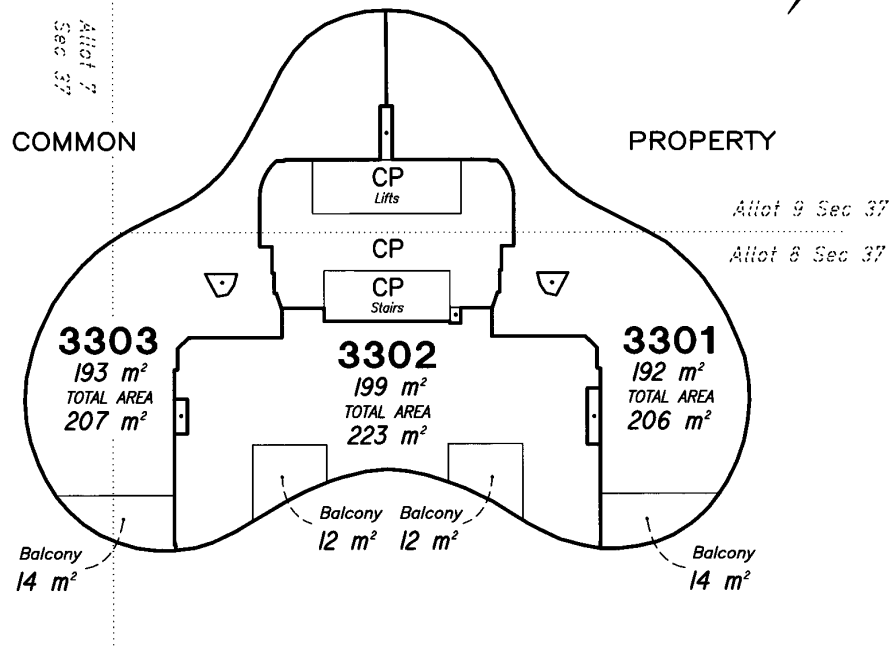 Allot 7
Sec 37
COMMON
PROPERTY
CP
Lifts
Allot 9 Sec 37
CP
Allot 8 Sec 37
CP
Stairs
3303
193 m²
TOTAL AREA
207 m²
3302
199 m²
TOTAL AREA
223 m²
3301
192 m²
TOTAL AREA
206 m²
Balcony
12 m²
Balcony
12 m²
Balcony
14 m²
Balcony
14 m²